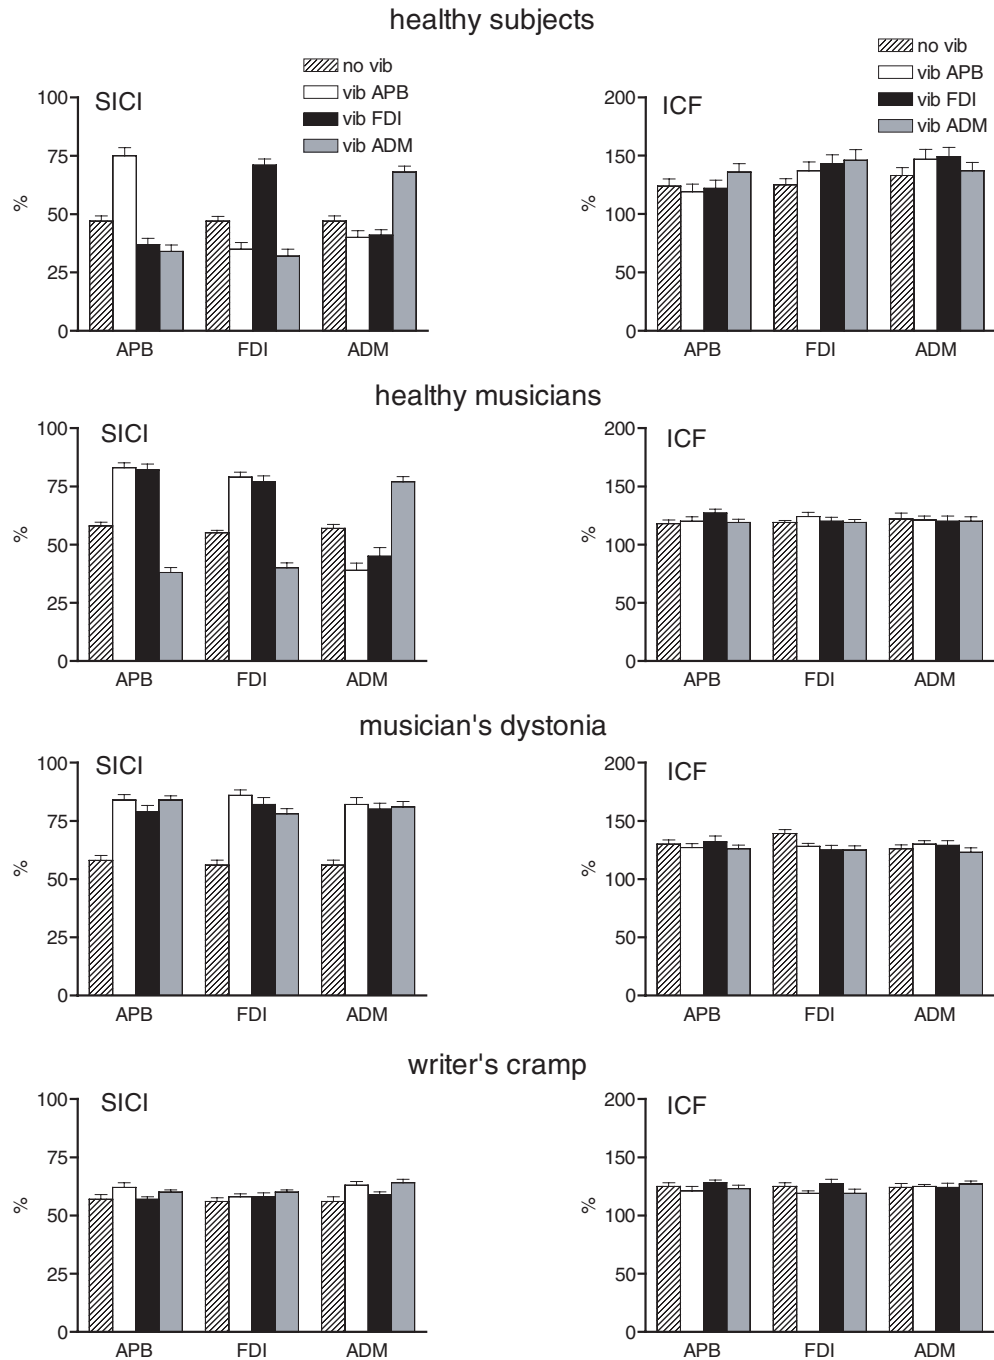 healthy subjects
SICI
no vib
vib APB
vib FDI
vib ADM
100
75
50
25
0
%
APB FDI ADM
ICF
no vib
vib APB
vib FDI
vib ADM
200
150
100
50
0
%
APB FDI ADM
healthy musicians
SICI
100
75
50
25
0
%
APB FDI ADM
ICF
200
150
100
50
0
%
APB FDI ADM
musician's dystonia
SICI
100
75
50
25
0
%
APB FDI ADM
ICF
200
150
100
50
0
%
APB FDI ADM
writer's cramp
SICI
100
75
50
25
0
%
APB FDI ADM
ICF
200
150
100
50
0
%
APB FDI ADM